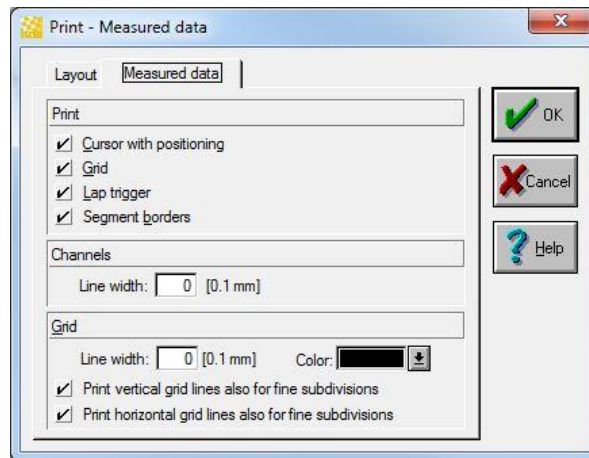 Print - Measured data
Layout
Measured data
Print
Cursor with positioning
Grid
Lap trigger
Segment borders
Channels
Line width: 0 [0.1 mm]
Grid
Line width: 0 [0.1 mm] Color:
Print vertical grid lines also for fine subdivisions
Print horizontal grid lines also for fine subdivisions
OK
Cancel
Help